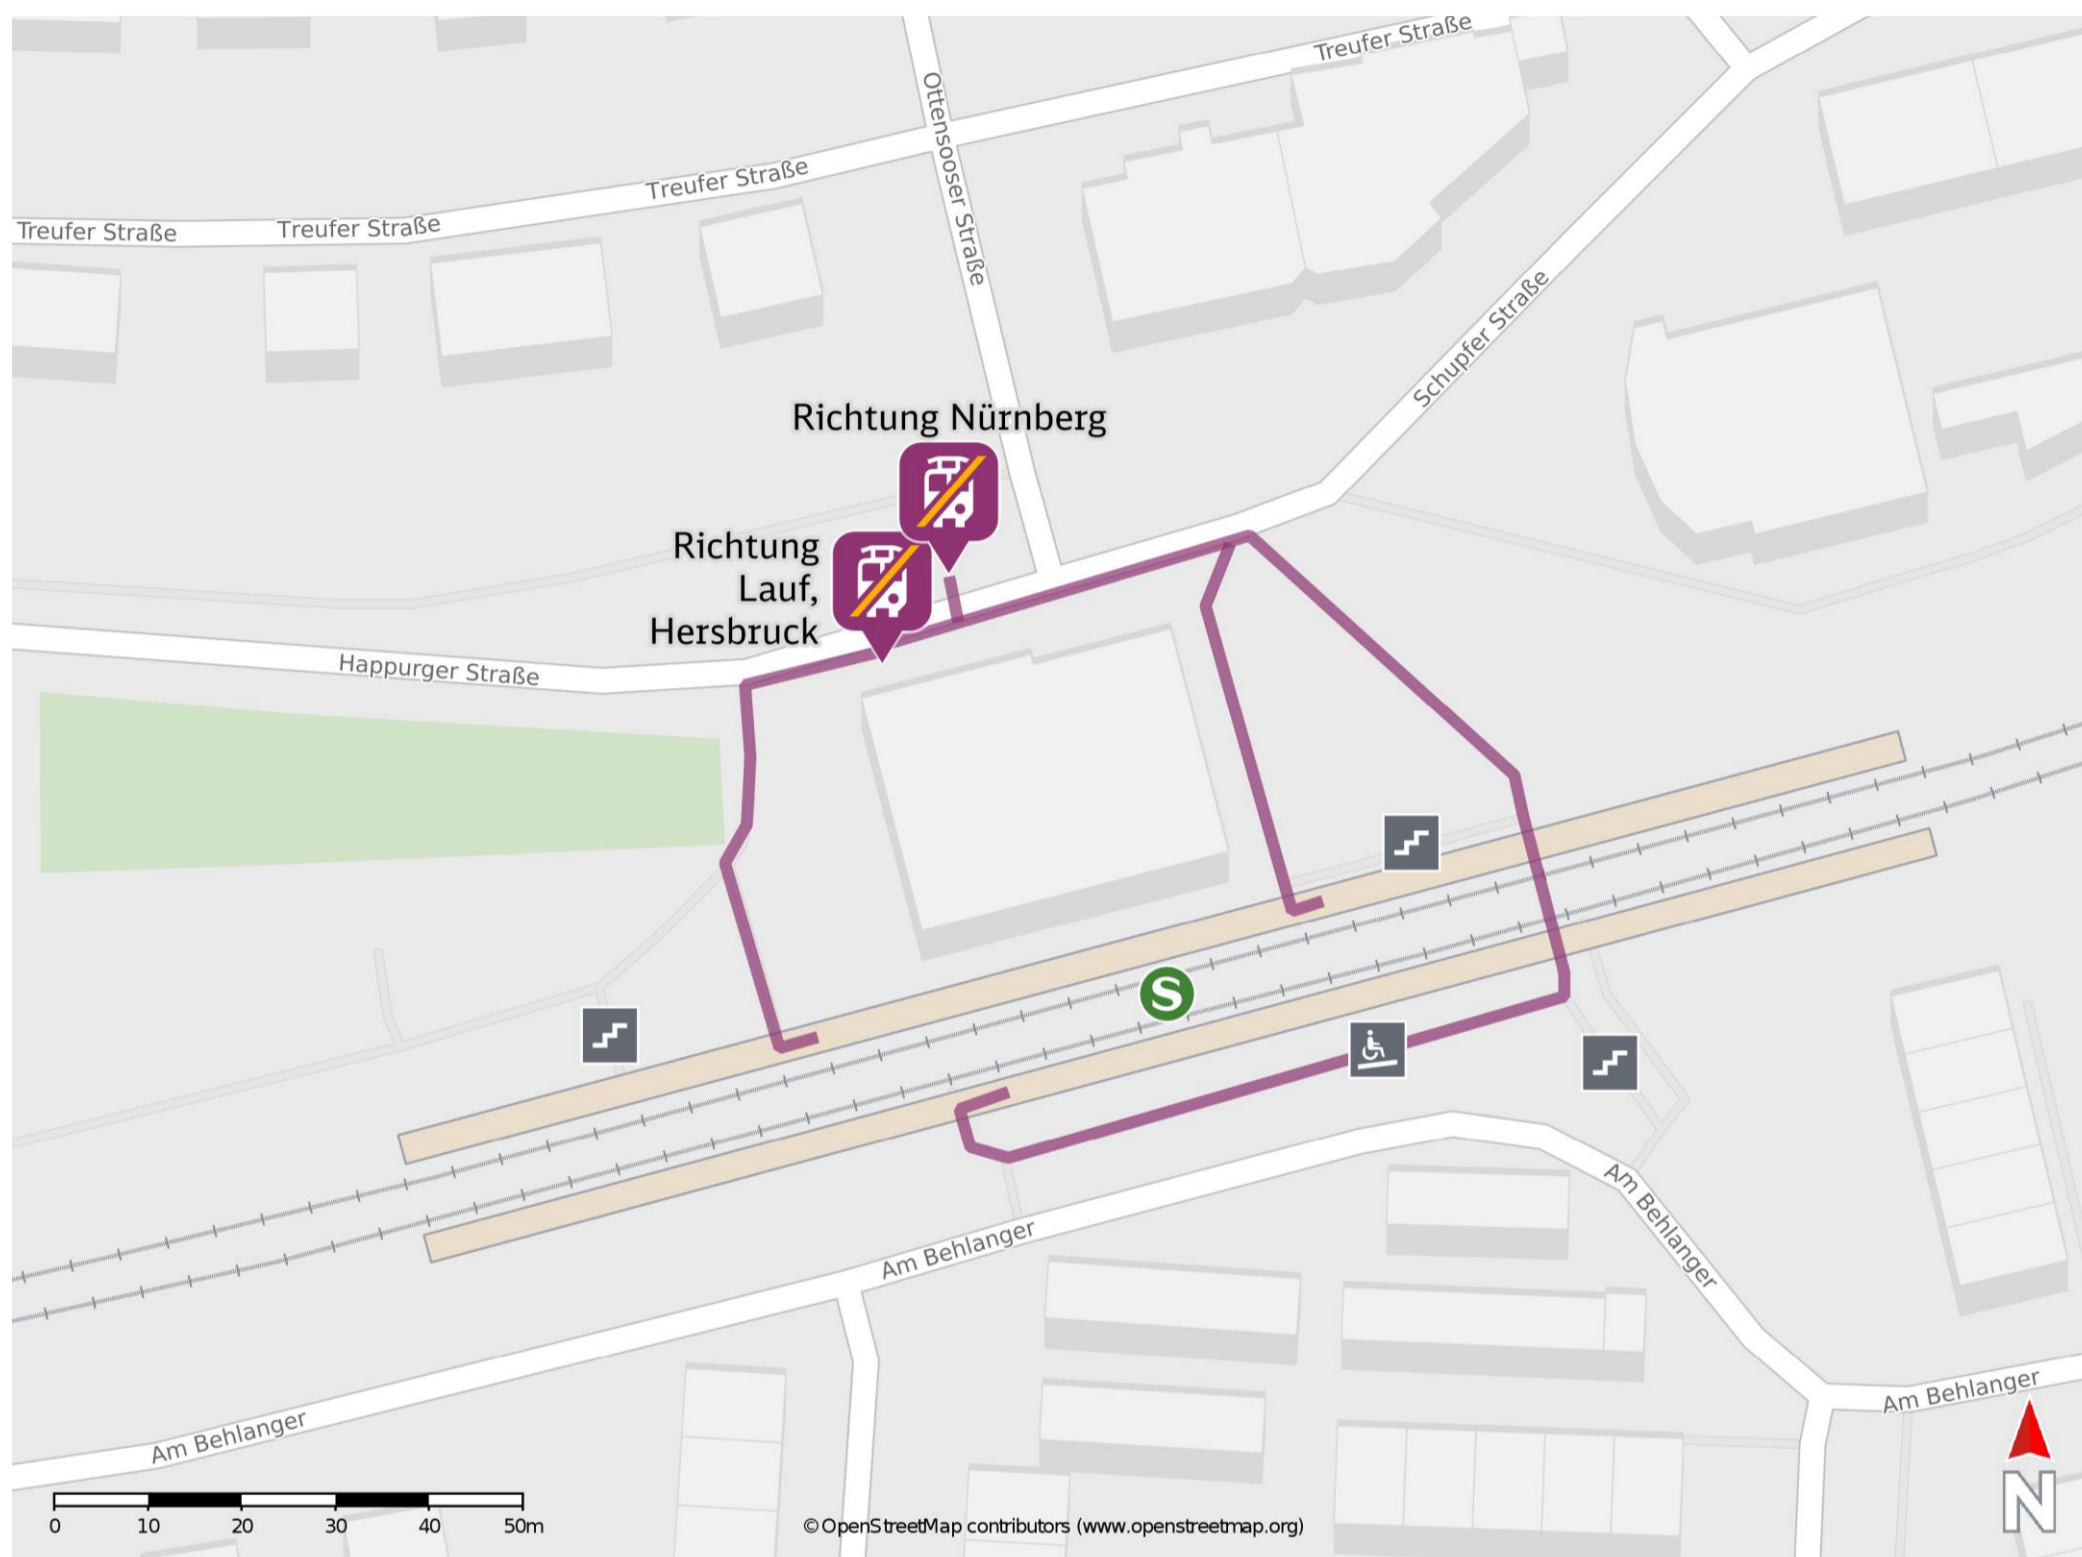 Treufer Straße
Ottensooser Straße
Treufer Straße
Treufer Straße
Treufer Straße
Schupfer Straße
Richtung Nürnberg
Richtung
Lauf,
Hersbruck
Happurger Straße
S
Am Behlanger
Am Behlanger
Am Behlanger
Am Behlanger
N
0 10 20 30 40 50m
© OpenStreetMap contributors (www.openstreetmap.org)